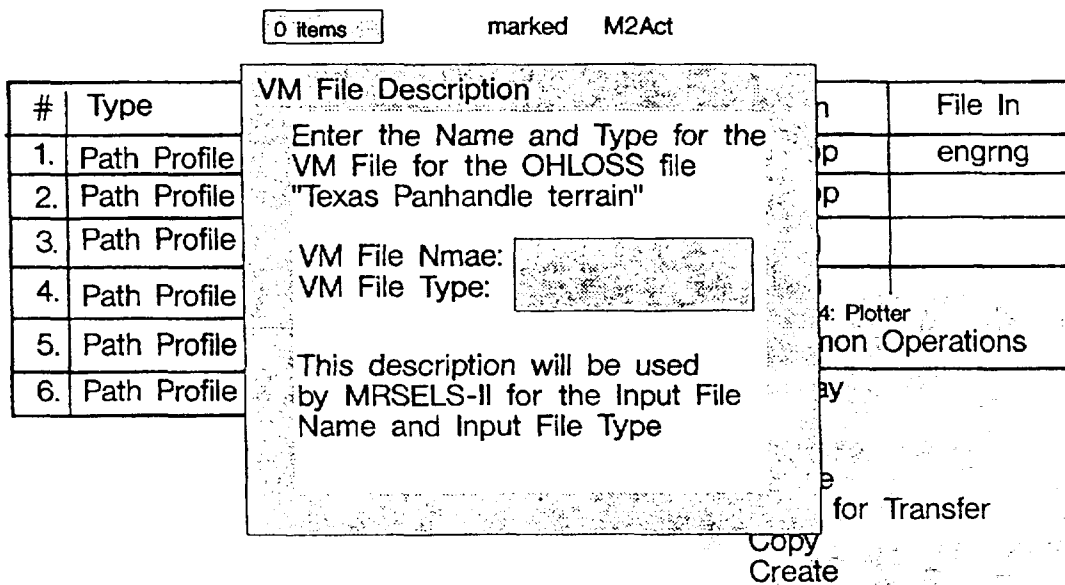 0 items marked M2Act
# Type File In
VM File Description
Enter the Name and Type for the
VM File for the OHLOSS file
"Texas Panhandle terrain"
VM File Nmae:
VM File Type:
This description will be used
by MRSELS-II for the Input File
Name and Input File Type
1. Path Profile engrng
2. Path Profile
3. Path Profile
4. Path Profile
5. Path Profile
6. Path Profile
4: Plotter
Operations
for Transfer
Copy
Create